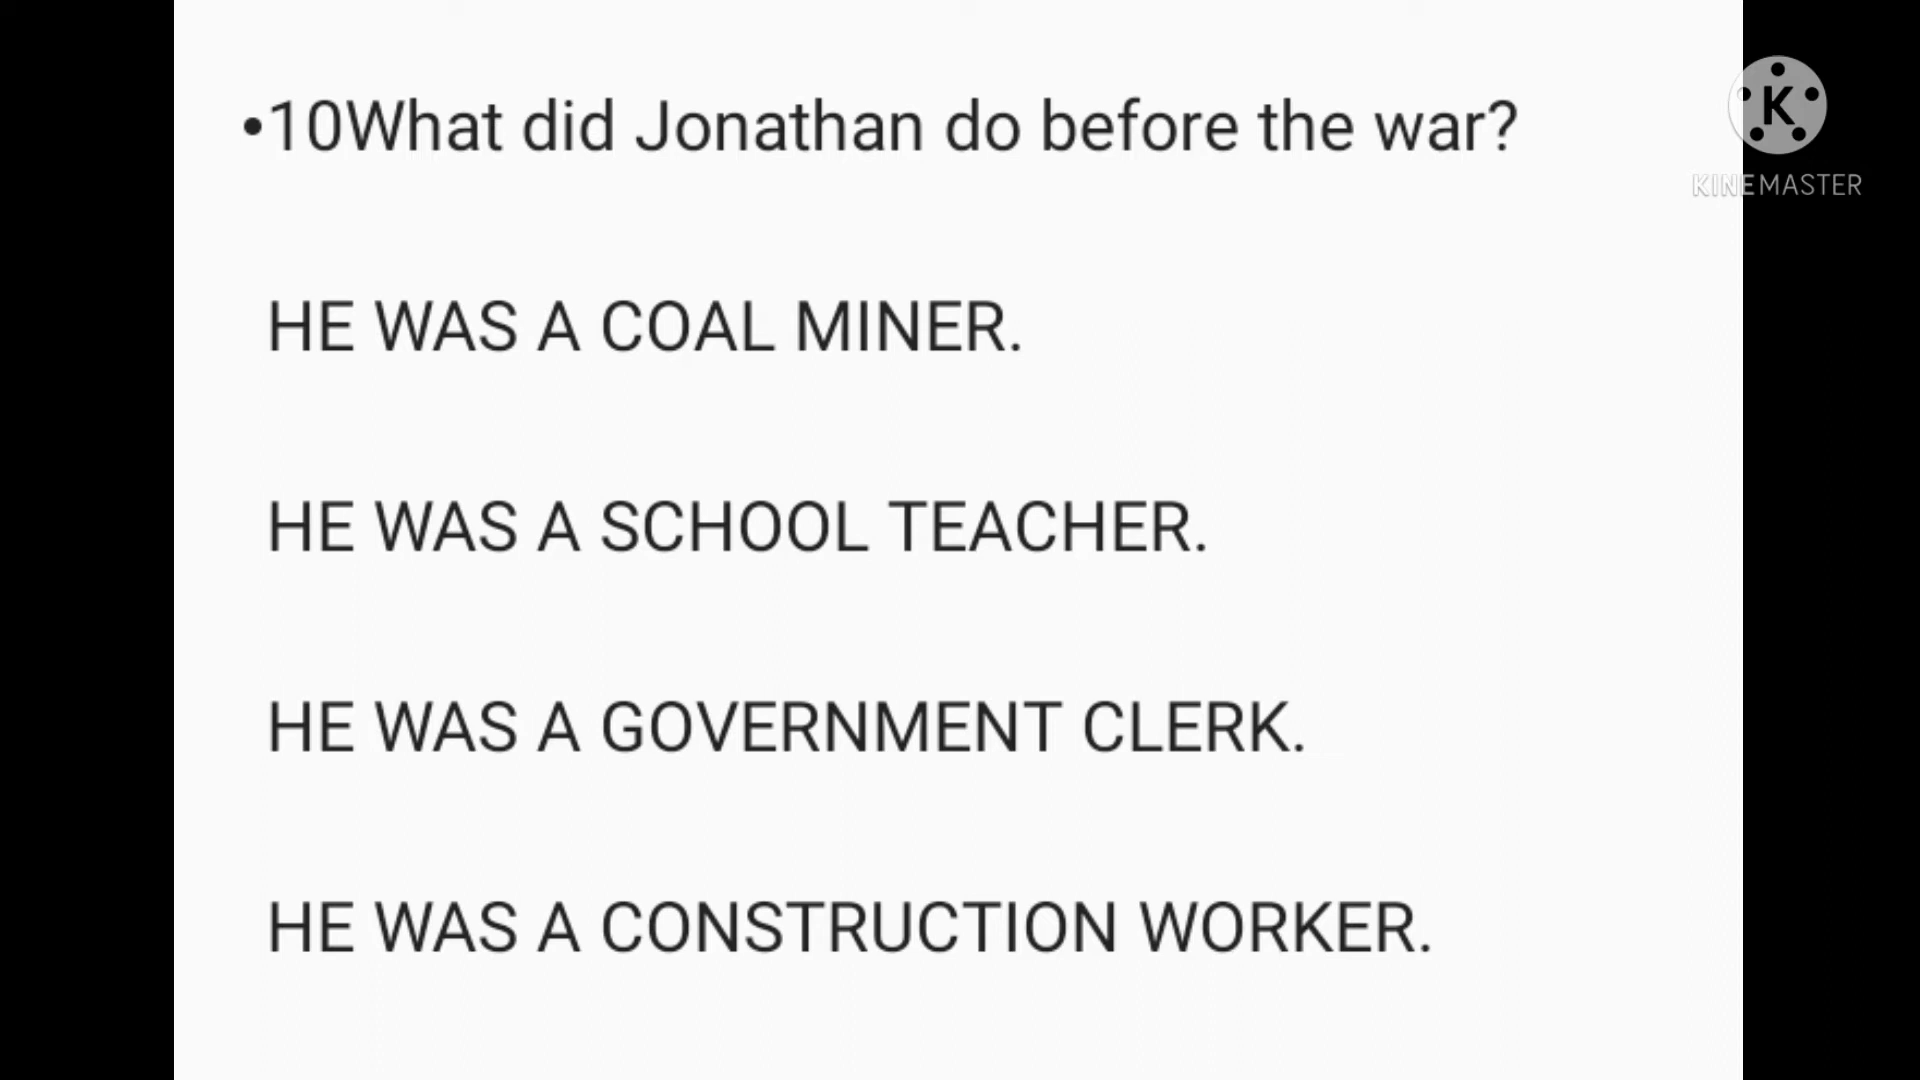 •10What did Jonathan do before the war?
K
KINEMASTER
HE WAS A COAL MINER.
HE WAS A SCHOOL TEACHER.
HE WAS A GOVERNMENT CLERK.
HE WAS A CONSTRUCTION WORKER.